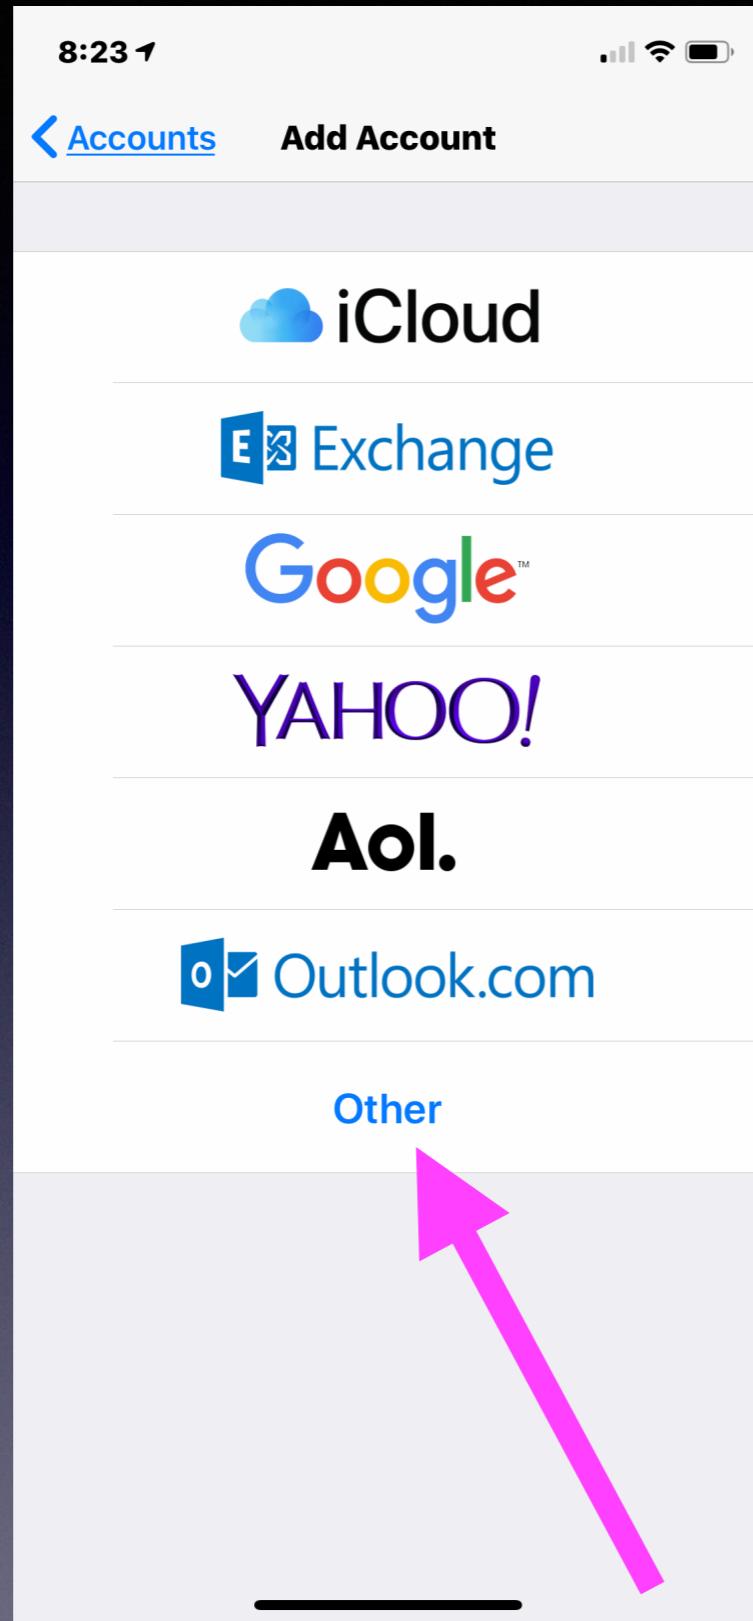 8:23
Accounts Add Account
iCloud
E Exchange
Google™
YAHOO!
Aol.
O Outlook.com
Other